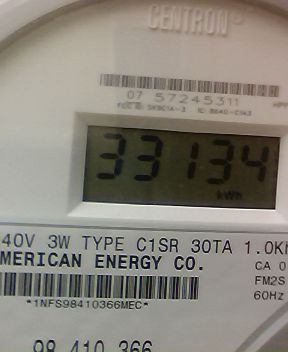 CENTRON®
07 57245311
33134
kWh
40V 3W TYPE C1SR 30TA 1.0K
MERICAN ENERGY CO.
CA 0
FM2S
*1NFS98410366MEC*
60Hz
98 410 366